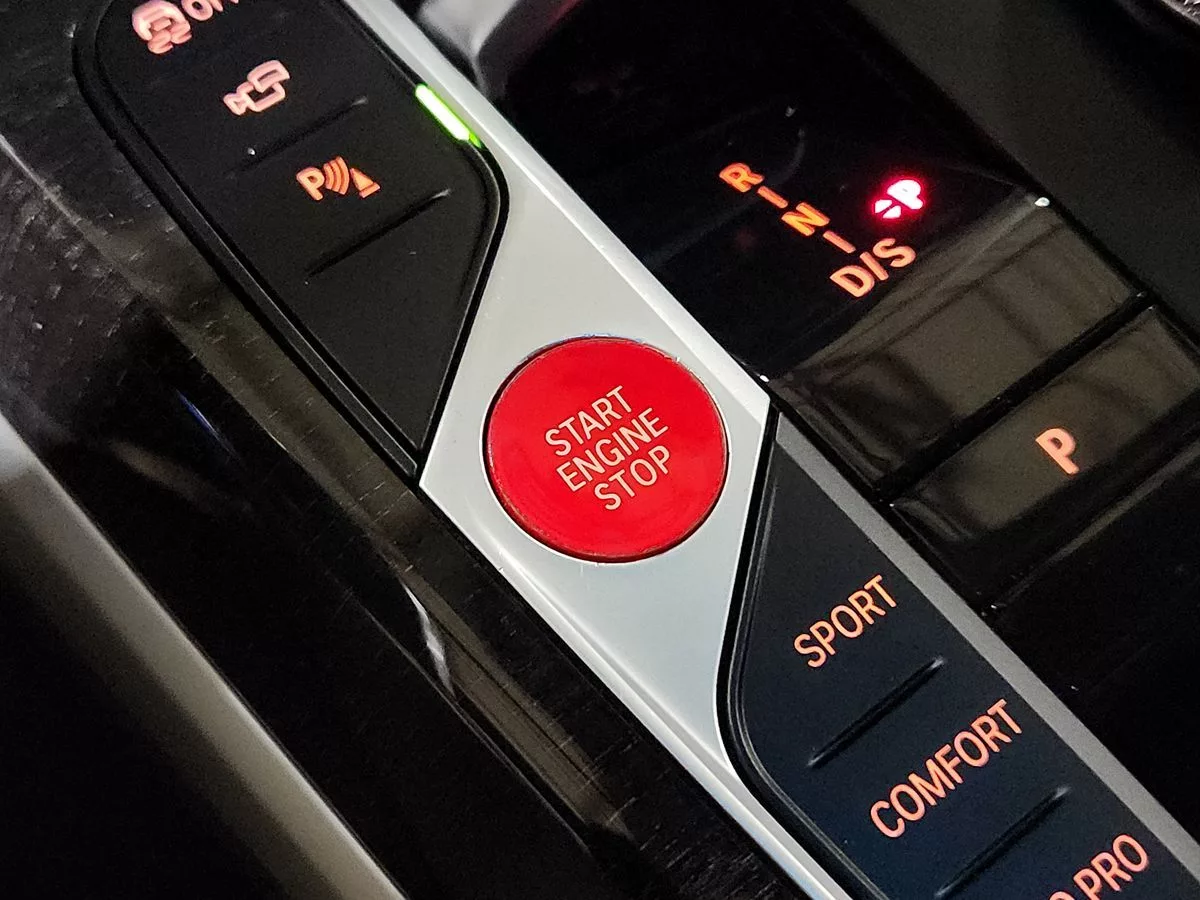 P
R
N
P
D/S
START
ENGINE
STOP
P
SPORT
COMFORT
PRO